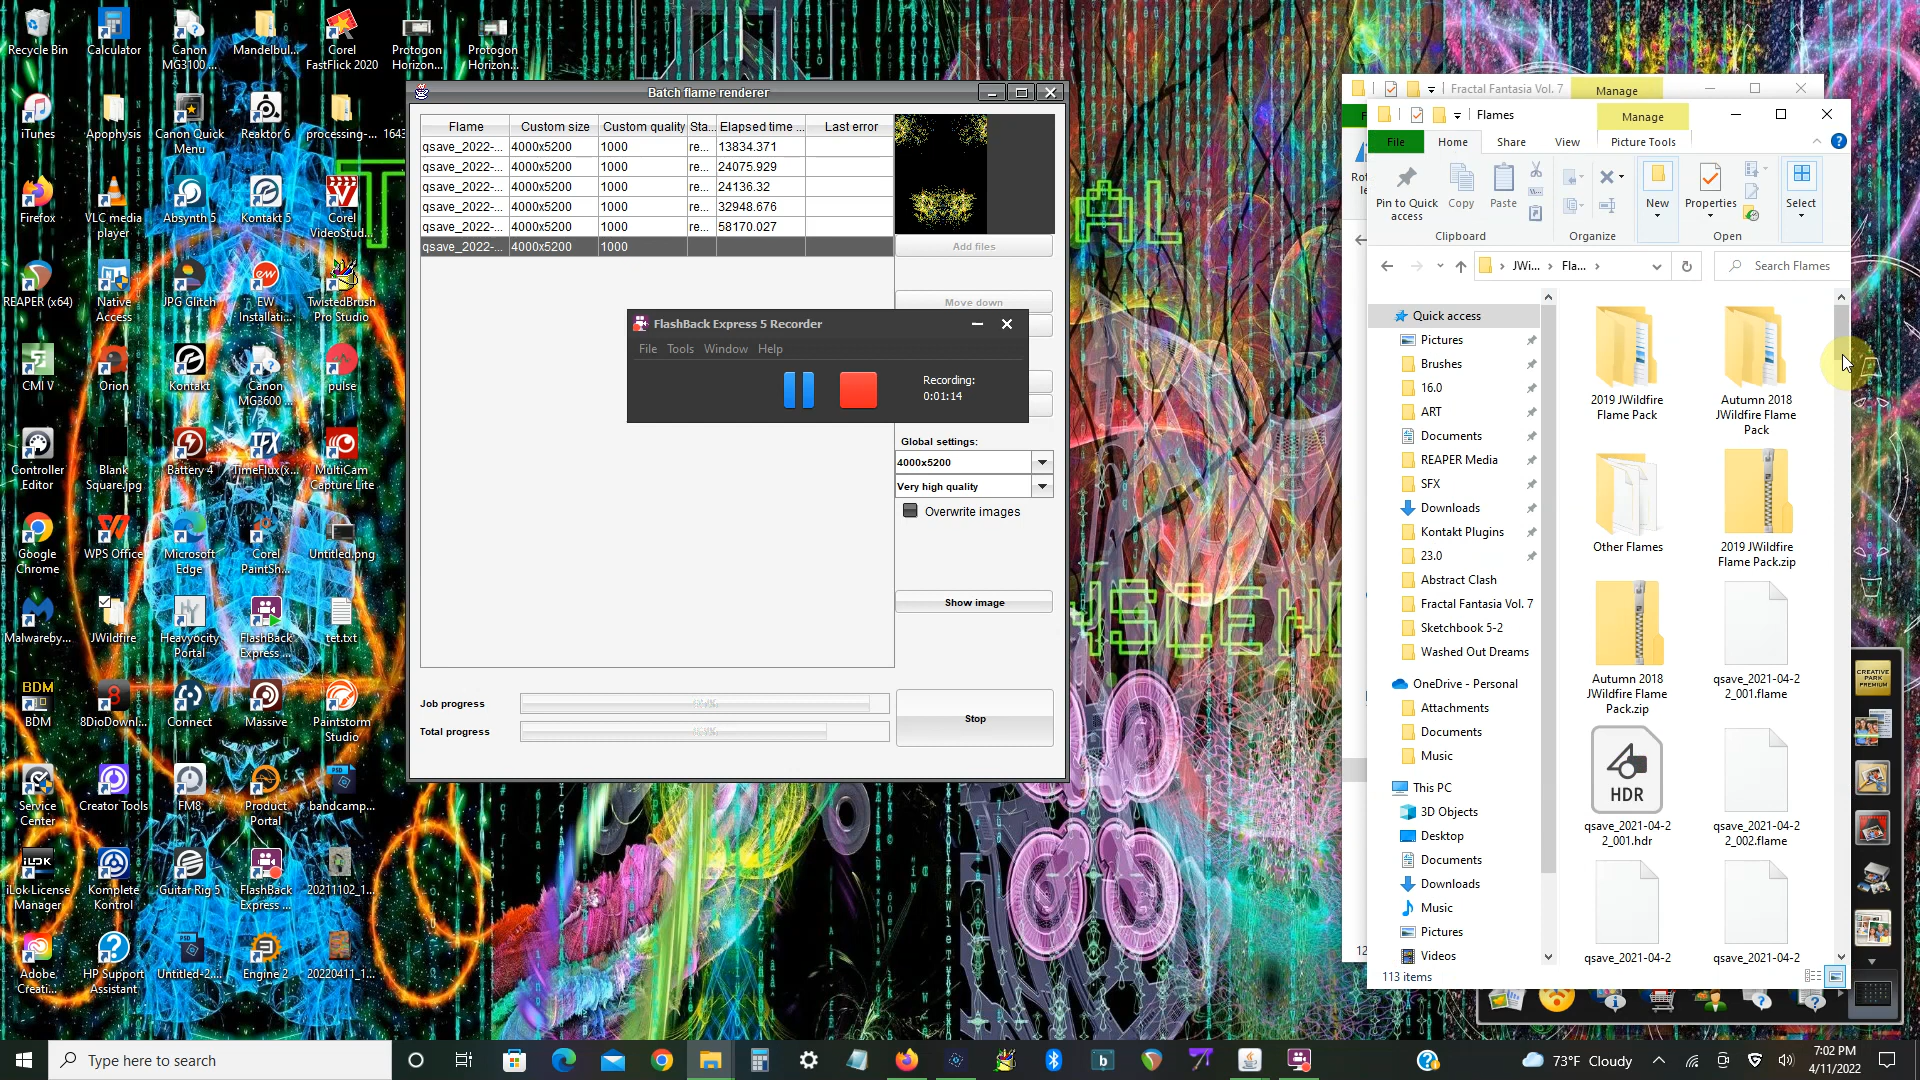 Recycle Bin
Calculator
Canon
MG3100 ...
Mandelbul...
Corel
FastFlick 2020
Protogon
Horizon...
Protogon
Horizon...
iTunes
Apophysis
Canon Quick
Menu
Reaktor 6
processing-...
1643
Firefox
VLC media
player
Absynth 5
Kontakt 5
Corel
VideoStud...
REAPER (x64)
Native
Access
JPG Glitch
EW
Installati...
TwistedBrush
Pro Studio
CMI V
Orion
Kontakt
Canon
MG3600 ...
pulse
Controller
Editor
Blank
Square.jpg
Battery 4
TimeFlux(x...
MultiCam
Capture Lite
Google
Chrome
WPS Office
Microsoft
Edge
Corel
PaintSh...
Untitled.png
Malwareby...
JWildfire
Heavyocity
Portal
FlashBack
Express ...
tet.txt
BDM
BDM
8DioDownl...
Connect
Massive
Paintstorm
Studio
Service
Center
Creator Tools
FM8
Product
Portal
bandcamp...
iLok License
Manager
Komplete
Kontrol
Guitar Rig 5
FlashBack
Express ...
20211102_1...
Adobe
Creati...
HP Support
Assistant
Untitled-2....
Engine 2
20220411_1...
Batch flame renderer
Flame Custom size Custom quality Sta... Elapsed time ... Last error
qsave_2022-... 4000x5200 1000 re... 13834.371
qsave_2022-... 4000x5200 1000 re... 24075.929
qsave_2022-... 4000x5200 1000 re... 24136.32
qsave_2022-... 4000x5200 1000 re... 32948.676
qsave_2022-... 4000x5200 1000 re... 58170.027
qsave_2022-... 4000x5200 1000
Add files
Move down
FlashBack Express 5 Recorder
File Tools Window Help
Recording:
0:01:14
Global settings:
4000x5200
Very high quality
Overwrite images
Show image
Job progress
Total progress
Stop
Fractal Fantasia Vol. 7
Manage
Flames
Manage
File Home Share View Picture Tools
Pin to Quick
access
Copy
Paste
New
Properties
Select
Clipboard
Organize
Open
JWi... Fla...
Search Flames
Quick access
Pictures
Brushes
16.0
ART
Documents
REAPER Media
SFX
Downloads
Kontakt Plugins
23.0
Abstract Clash
Fractal Fantasia Vol. 7
Sketchbook 5-2
Washed Out Dreams
OneDrive - Personal
Attachments
Documents
Music
This PC
3D Objects
Desktop
Documents
Downloads
Music
Pictures
Videos
2019 JWildfire
Flame Pack
Autumn 2018
JWildfire Flame
Pack
Other Flames
2019 JWildfire
Flame Pack.zip
Autumn 2018
JWildfire Flame
Pack.zip
qsave_2021-04-2
2_001.flame
HDR
qsave_2021-04-2
2_001.hdr
qsave_2021-04-2
2_002.flame
qsave_2021-04-2
qsave_2021-04-2
113 items
CREATIVE
PARK
PREMIUM
Type here to search
73°F Cloudy
7:02 PM
4/11/2022